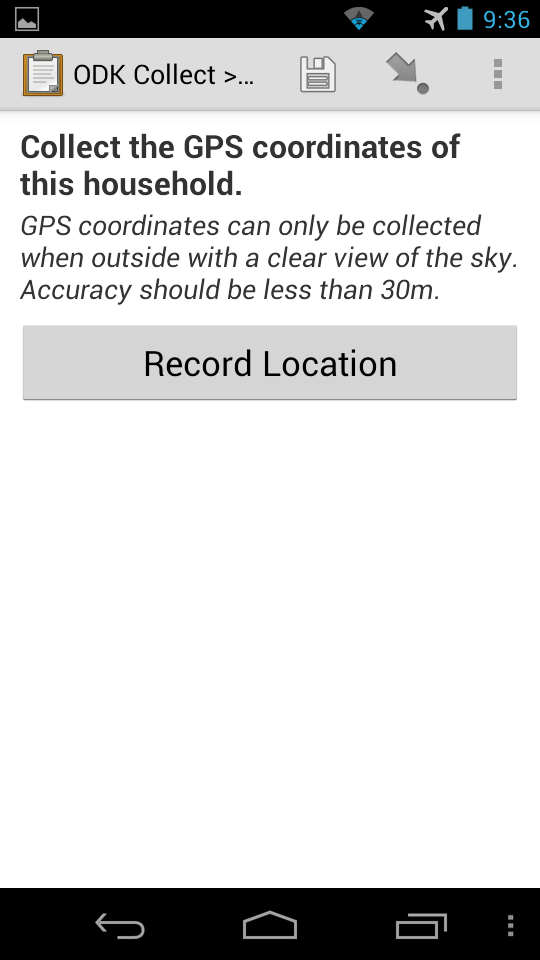 9:36
ODK Collect >...
Collect the GPS coordinates of
this household.
GPS coordinates can only be collected
when outside with a clear view of the sky.
Accuracy should be less than 30m.
Record Location